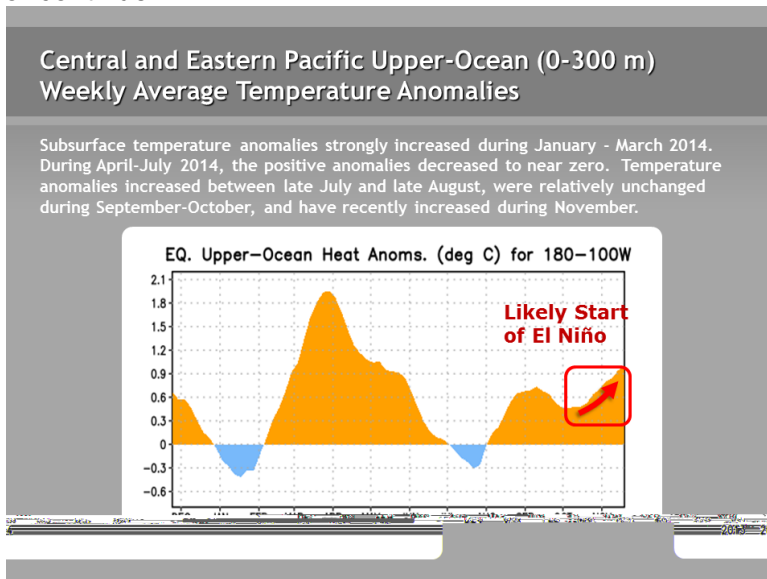 Central and Eastern Pacific Upper-Ocean (0-300 m)
Weekly Average Temperature Anomalies
Subsurface temperature anomalies strongly increased during January - March 2014.
During April-July 2014, the positive anomalies decreased to near zero. Temperature
anomalies increased between late July and late August, were relatively unchanged
during September-October, and have recently increased during November.
EQ. Upper-Ocean Heat Anoms. (deg C) for 180-100W
2.1
1.8
Likely Start
1.5
of El Niño
1.2
0.9
0.6
0.3
0
-0.3
-0.6